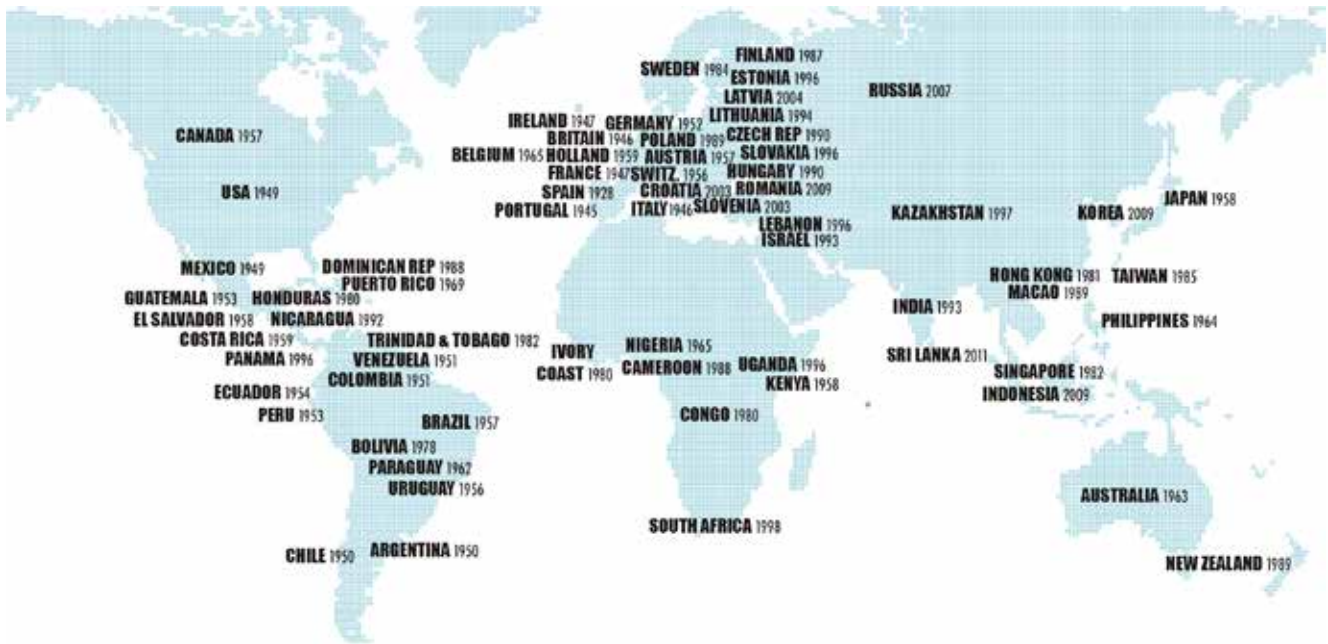 FINLAND 1987
SWEDEN 1984
ESTONIA 1996
RUSSIA 2007
LATVIA 2004
LITHUANIA 1994
IRELAND 1947
GERMANY 1952
CANADA 1957
BRITAIN 1946
POLAND 1989
CZECH REP 1990
BELGIUM 1965
HOLLAND 1959
AUSTRIA 1957
SLOVAKIA 1996
FRANCE 1947
SWITZ. 1956
HUNGARY 1990
USA 1949
SPAIN 1928
CROATIA 2003
ROMANIA 2009
JAPAN 1958
PORTUGAL 1945
ITALY 1946
SLOVENIA 2003
KAZAKHSTAN 1997
KOREA 2009
LEBANON 1996
ISRAEL 1993
MEXICO 1949
DOMINICAN REP 1988
HONG KONG 1981
TAIWAN 1985
PUERTO RICO 1969
MACAO 1989
GUATEMALA 1953
HONDURAS 1980
INDIA 1993
EL SALVADOR 1958
NICARAGUA 1992
PHILIPPINES 1964
COSTA RICA 1959
TRINIDAD & TOBAGO 1982
IVORY
COAST 1980
NIGERIA 1965
PANAMA 1996
VENEZUELA 1951
CAMEROON 1988
UGANDA 1996
SRI LANKA 2011
COLOMBIA 1951
KENYA 1958
SINGAPORE 1982
ECUADOR 1954
INDONESIA 2009
PERU 1953
BRAZIL 1957
CONGO 1980
BOLIVIA 1978
PARAGUAY 1962
URUGUAY 1956
AUSTRALIA 1963
SOUTH AFRICA 1998
CHILE 1950
ARGENTINA 1950
NEW ZEALAND 1989